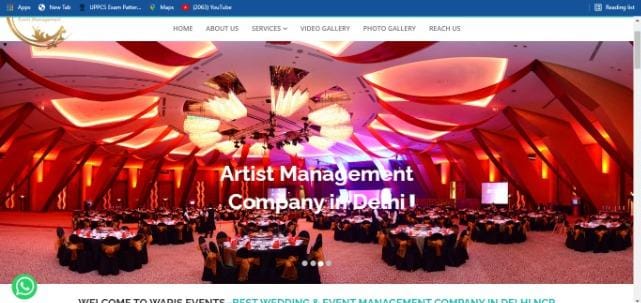 Apps New Tab UPPCS Exam Patter... Maps (2063) YouTube Reading list
Event Management
HOME ABOUT US SERVICES VIDEO GALLERY PHOTO GALLERY REACH US
Artist Management
Company in Delhi !
WELCOME TO WARIS EVENTS -BEST WEDDING & EVENT MANAGEMENT COMPANY IN DELHI NCR